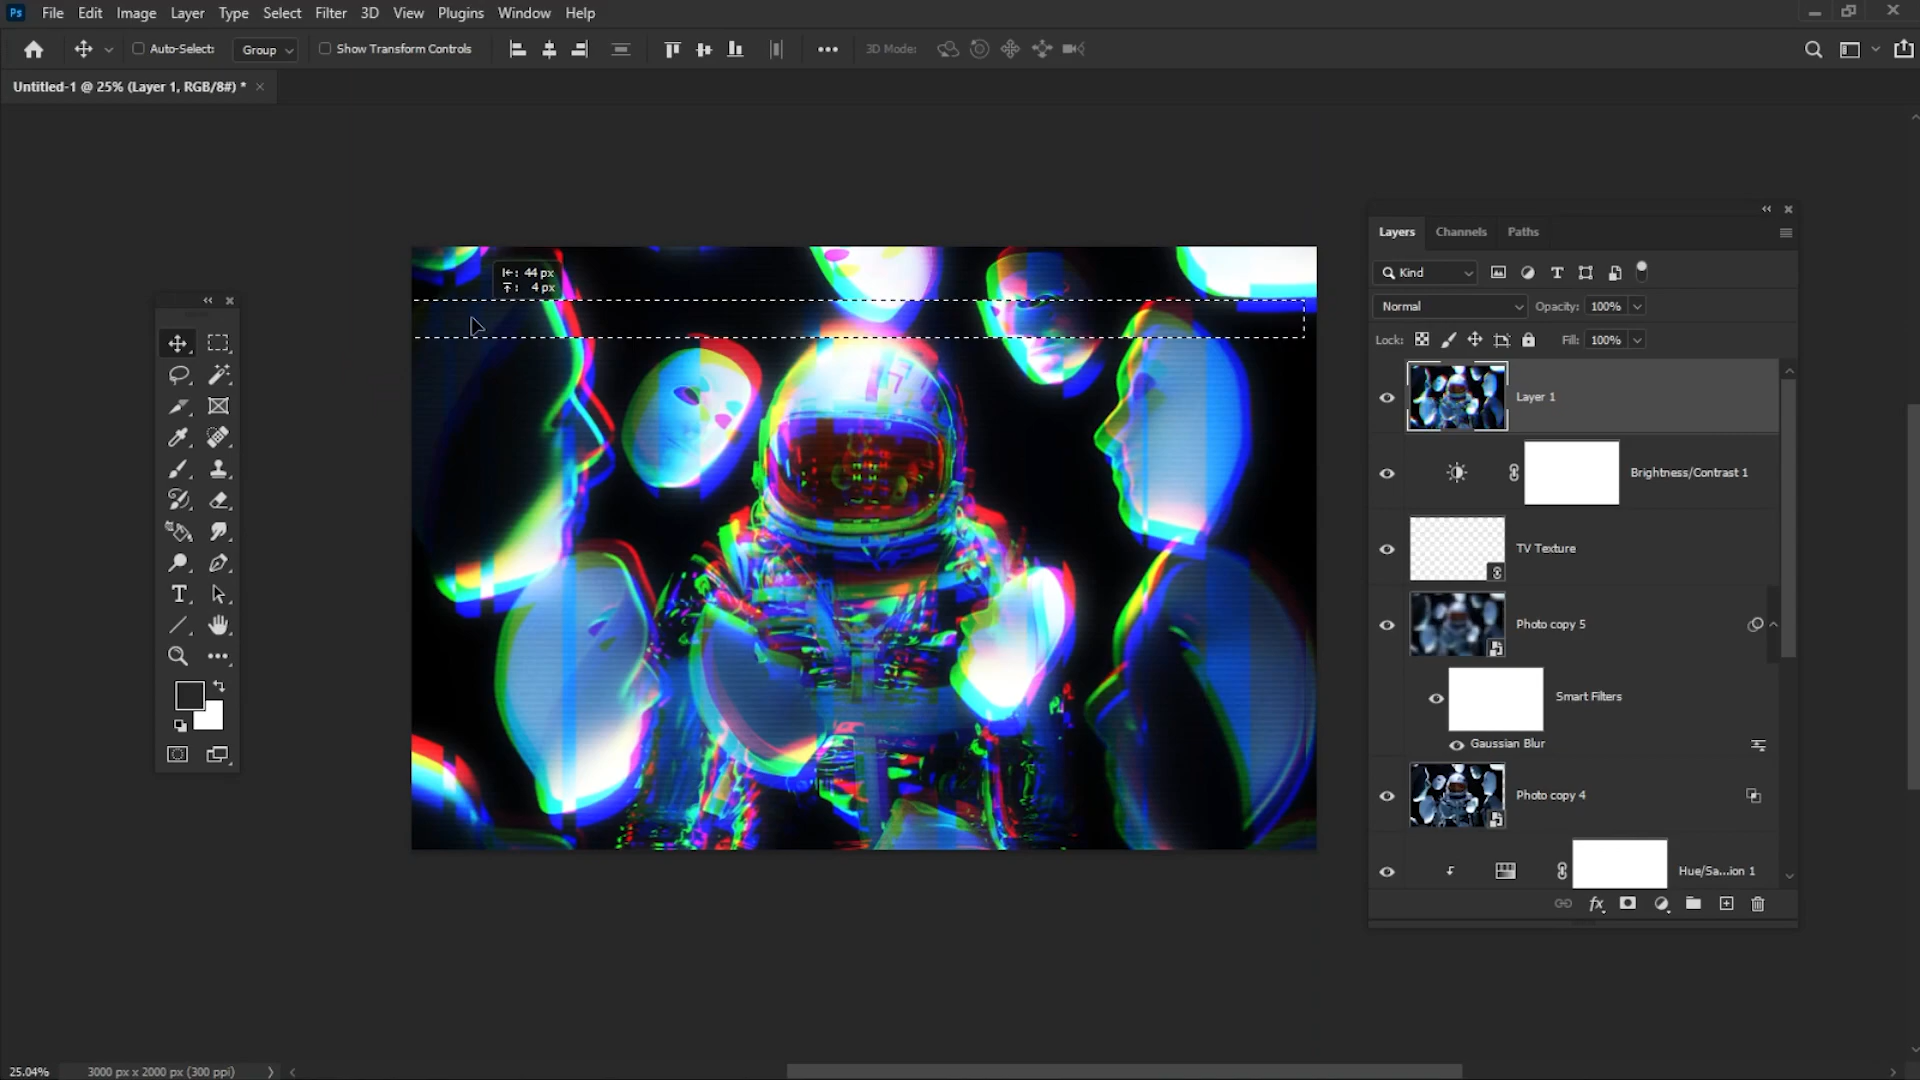 Ps File Edit Image Layer Type Select Filter 3D View Plugins Window Help
Auto-Select: Group Show Transform Controls 3D Mode:
Untitled-1 @ 25% (Layer 1, RGB/8#) *
44 px
4 px
Layers Channels Paths
Kind
Normal Opacity: 100%
Lock: Fill: 100%
Layer 1
Brightness/Contrast 1
TV Texture
Photo copy 5
Smart Filters
Gaussian Blur
Photo copy 4
Hue/Sa...ion 1
fx
25.04% 3000 px x 2000 px (300 ppi)